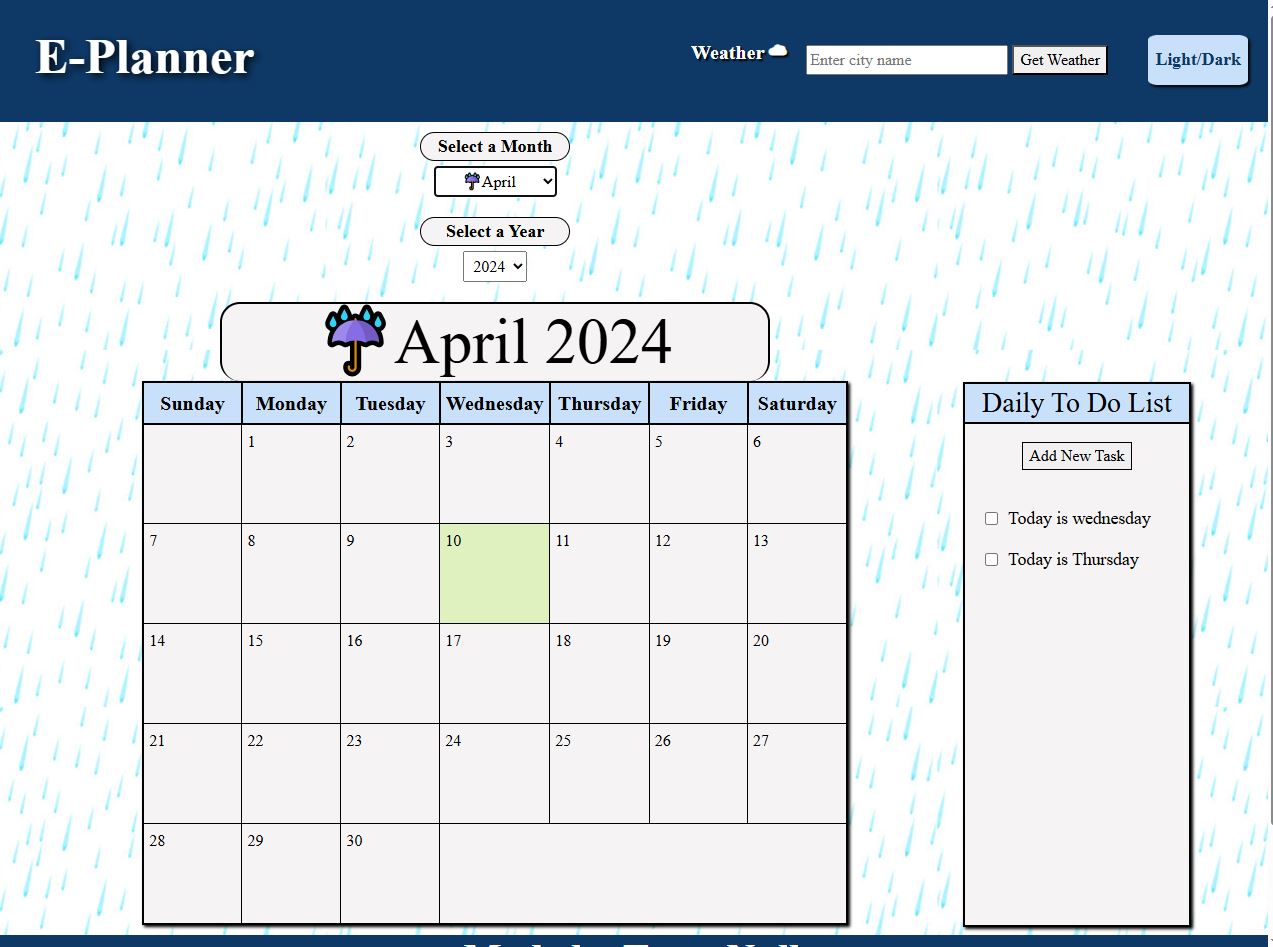 E-Planner
Weather
Enter city name
Get Weather
Light/Dark
Select a Month
April
Select a Year
2024
April 2024
Sunday Monday Tuesday Wednesday Thursday Friday Saturday
1 2 3 4 5 6
7 8 9 10 11 12 13
14 15 16 17 18 19 20
21 22 23 24 25 26 27
28 29 30
Daily To Do List
Add New Task
Today is wednesday
Today is Thursday